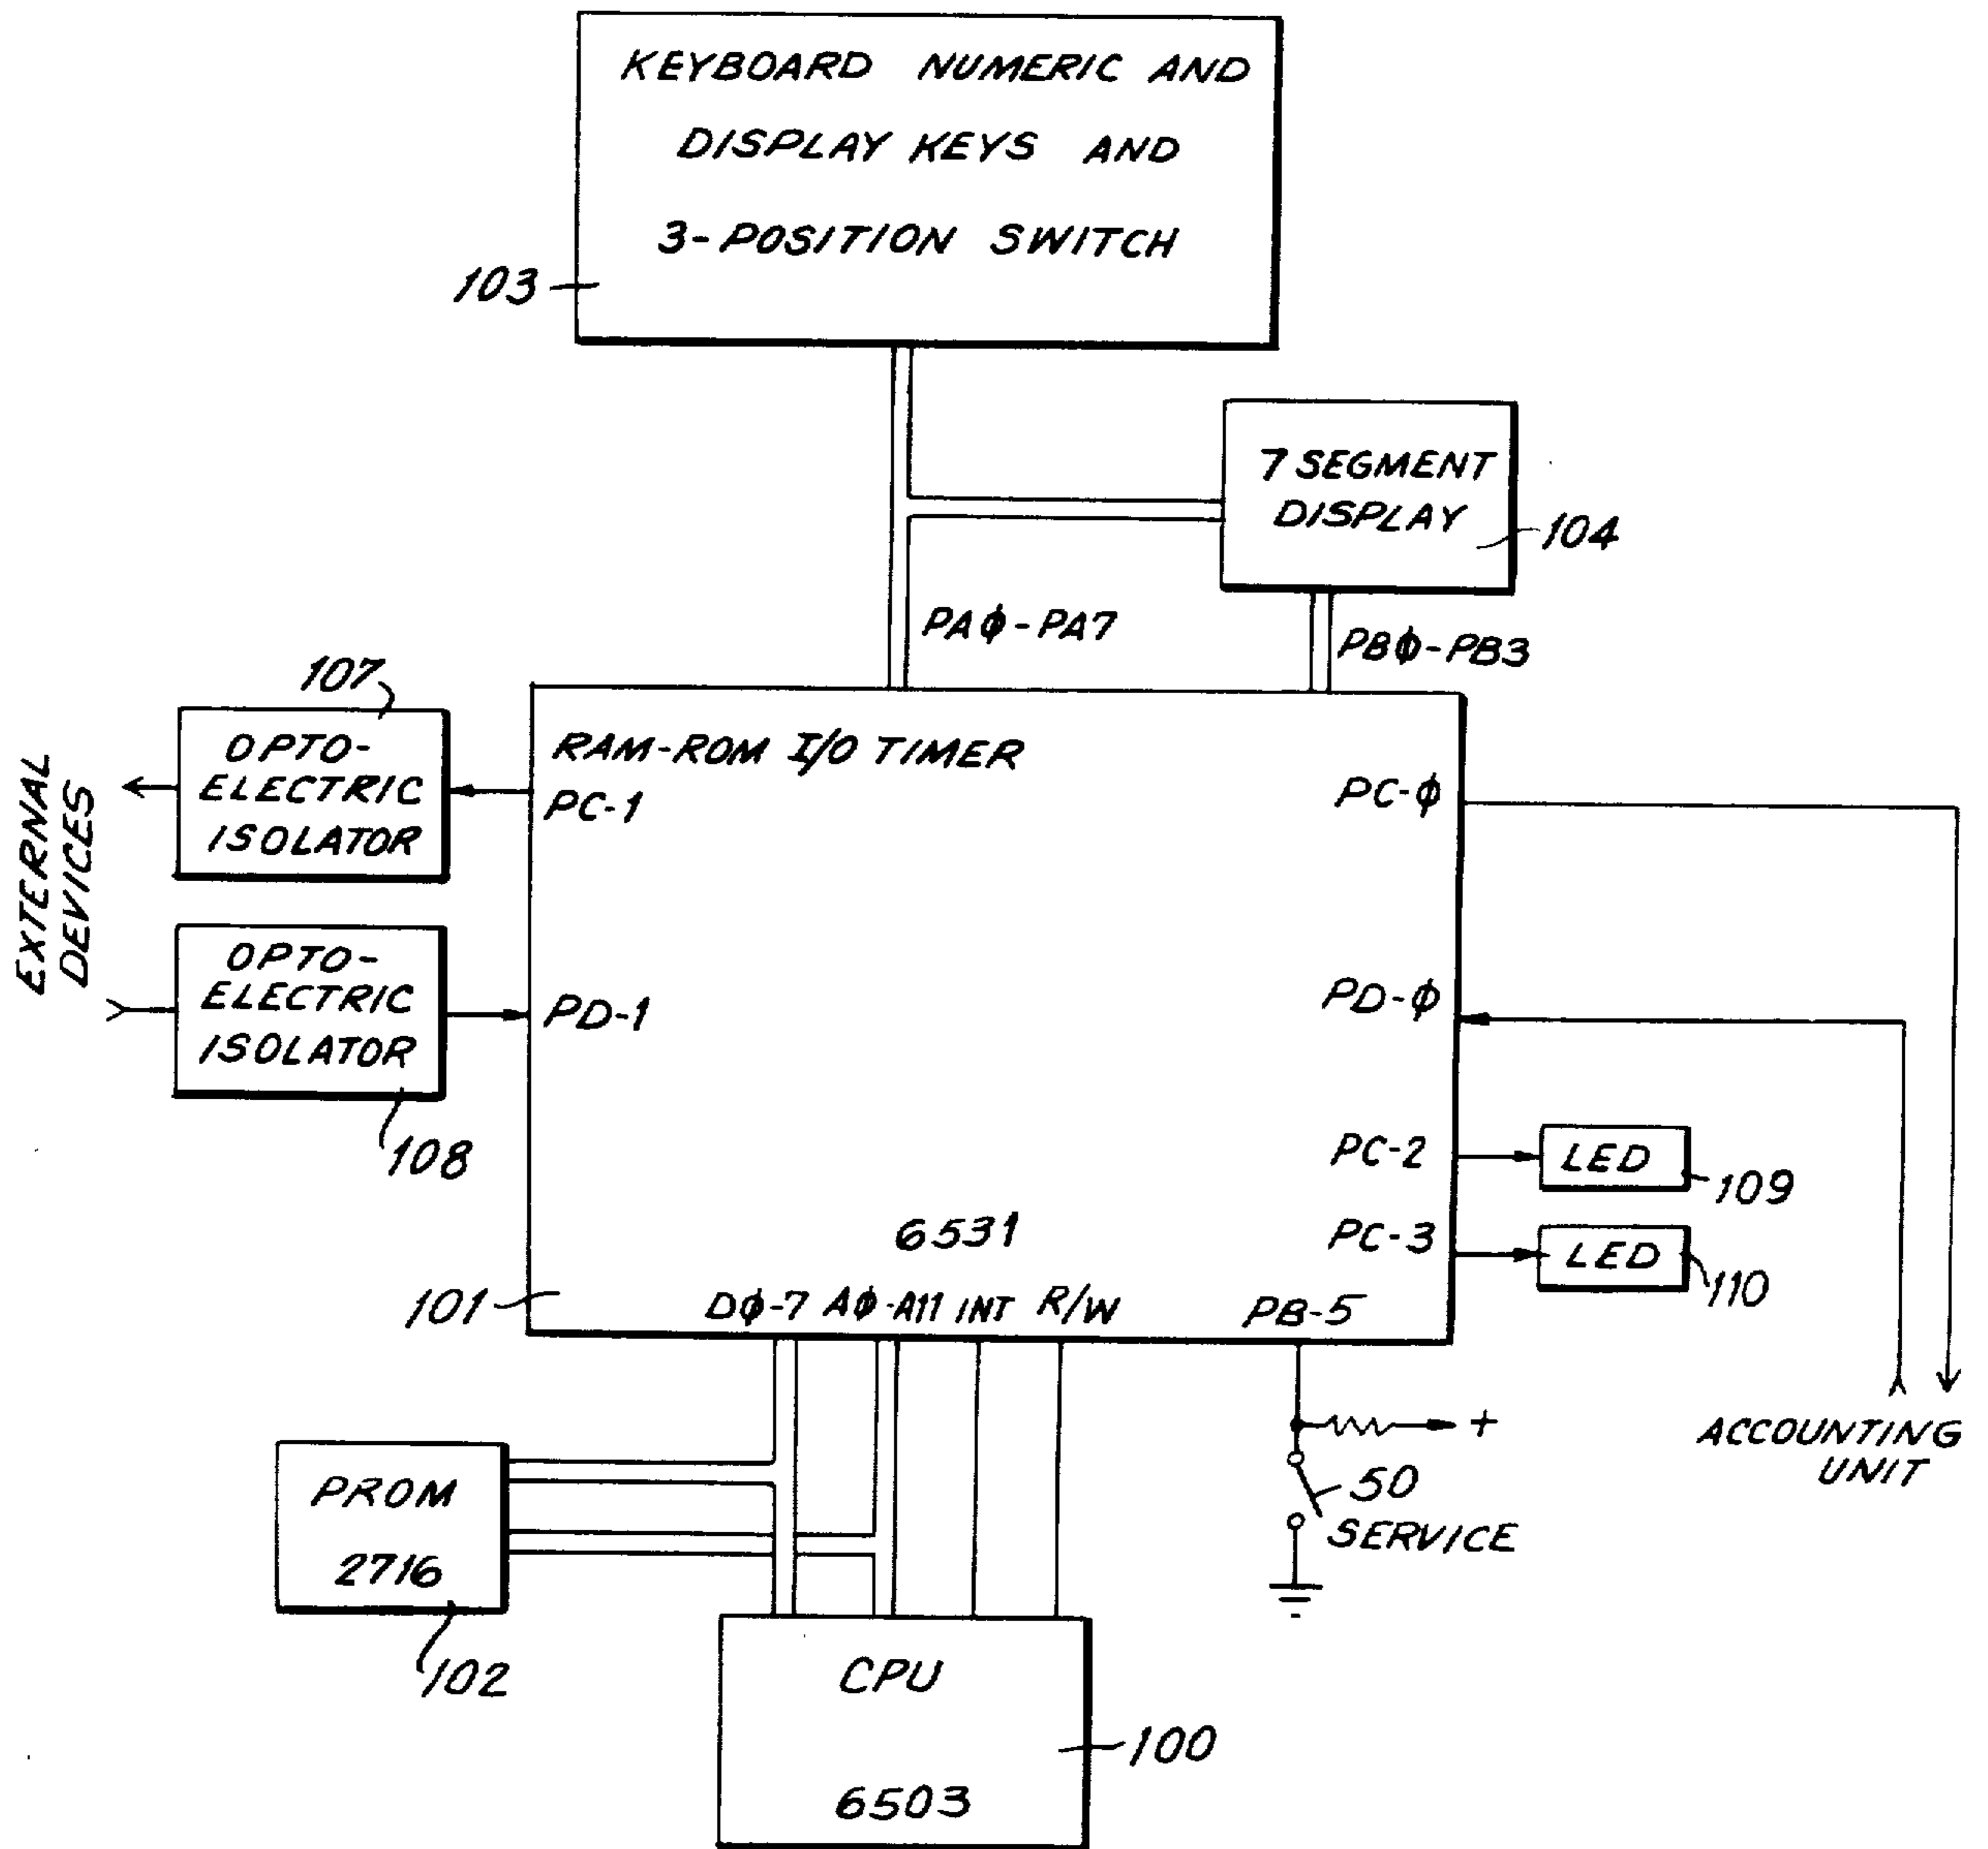 KEYBOARD NUMERIC AND
DISPLAY KEYS AND
3-POSITION SWITCH
103
7 SEGMENT
DISPLAY
104
PAϕ-PA7
PBϕ-PB3
107
OPTO-
ELECTRIC
ISOLATOR
EXTERNAL
DEVICES
OPTO-
ELECTRIC
ISOLATOR
108
RAM-ROM I/O TIMER
PC-1
PC-ϕ
PD-1
PD-ϕ
PC-2
LED
109
PC-3
LED
110
6531
101
Dϕ-7 Aϕ-A11 INT R/W
PB-5
+
50
SERVICE
ACCOUNTING
UNIT
PROM
2716
102
CPU
6503
100